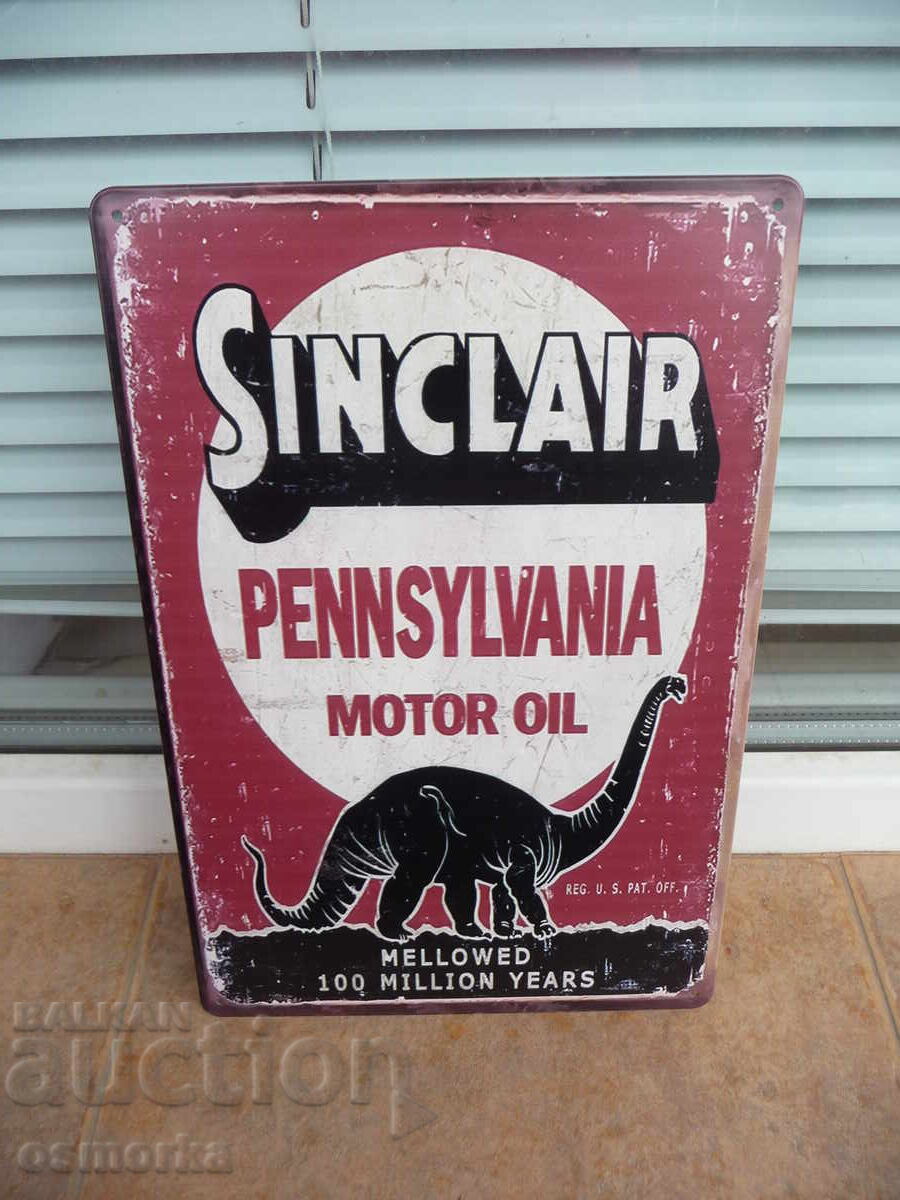 SINCLAIR
PENNSYLVANIA
MOTOR OIL
REG. U. S. PAT. OFF.
MELLOWED
100 MILLION YEARS
BALKAN
auction
osmorka